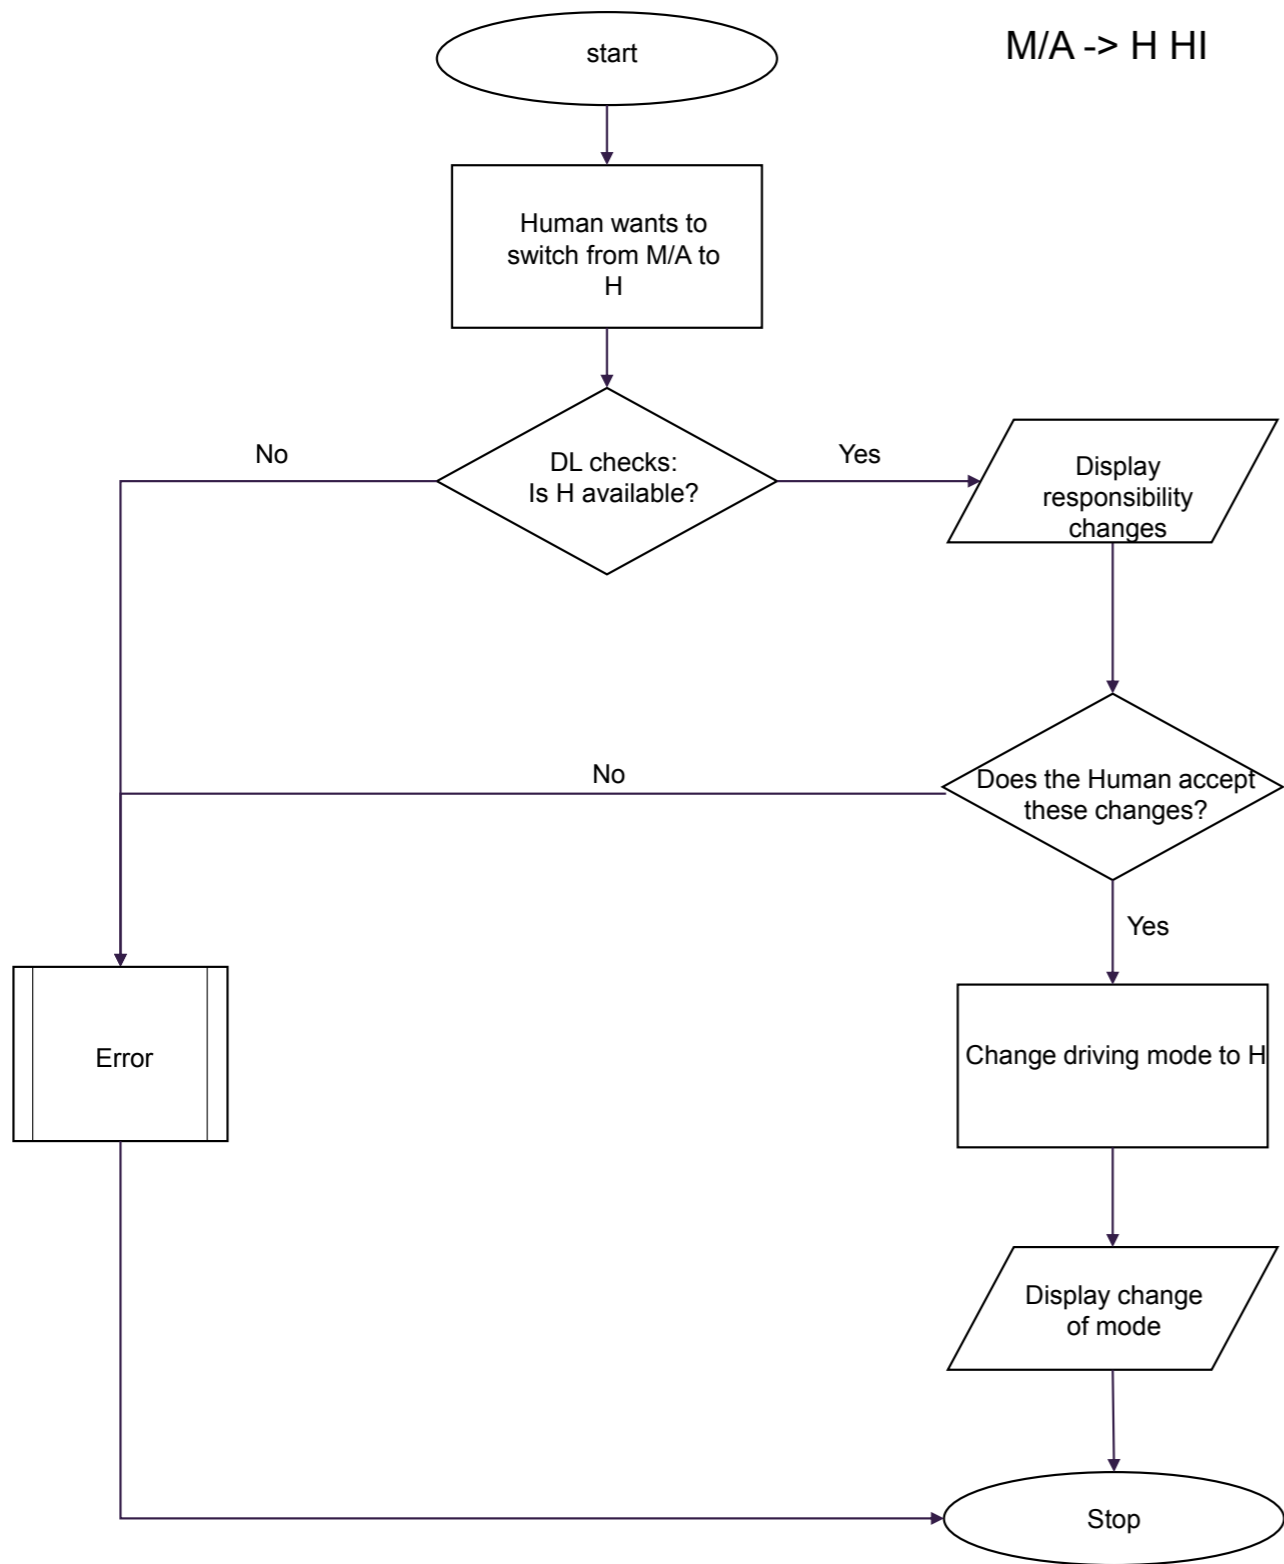 start
M/A -> H HI
Human wants to
switch from M/A to
H
No
DL checks:
Is H available?
Yes
Display
responsibility
changes
No
Does the Human accept
these changes?
Yes
Error
Change driving mode to H
Display change
of mode
Stop